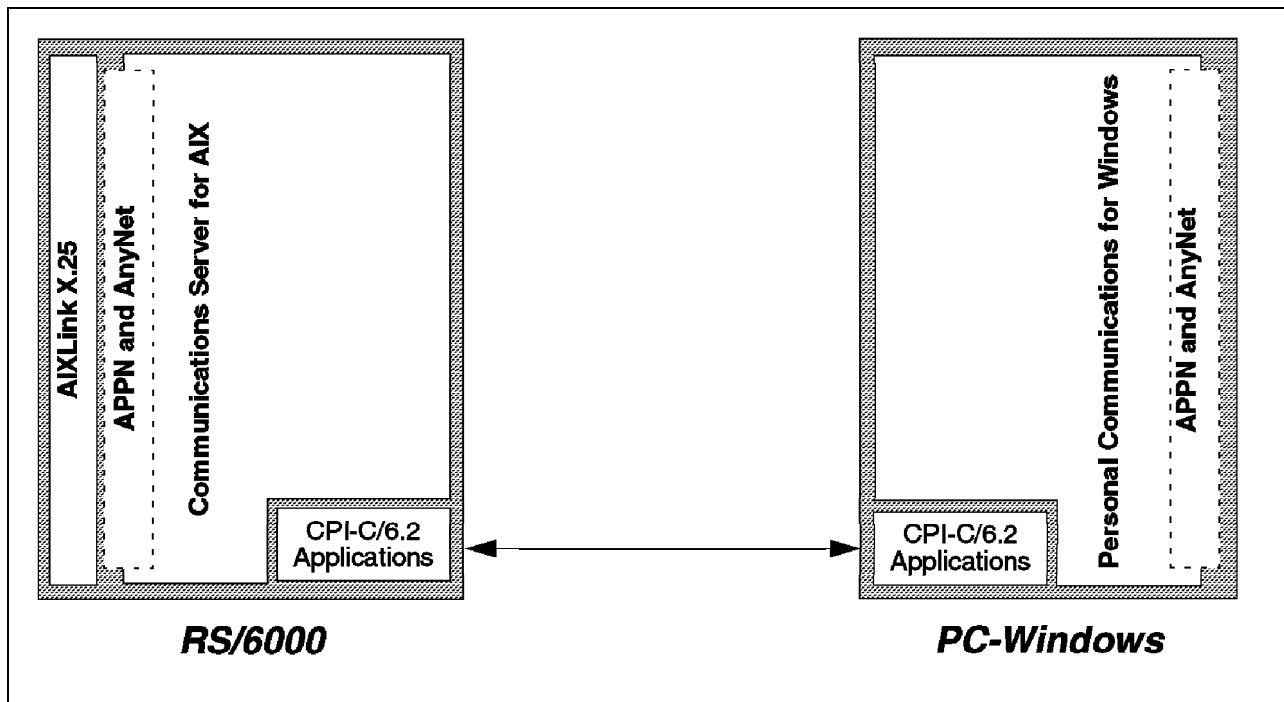 AIXLink X.25
APPN and AnyNet
Communications Server for AIX
CPI-C/6.2
Applications
RS/6000
CPI-C/6.2
Applications
Personal Communications for Windows
APPN and AnyNet
PC-Windows